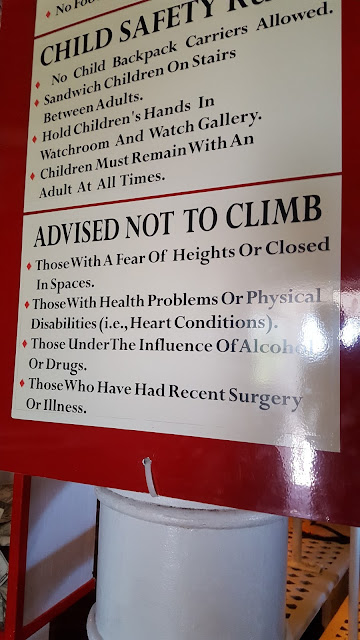 No Foo
CHILD SAFETY RU
No Child Backpack Carriers Allowed.
Sandwich Children On Stairs
Between Adults.
Hold Children's Hands In
Watchroom And Watch Gallery.
Children Must Remain With An
Adult At All Times.
ADVISED NOT TO CLIMB
Those With A Fear Of Heights Or Closed
In Spaces.
Those With Health Problems Or Physical
Disabilities (i.e., Heart Conditions).
Those Under The Influence Of Alcohol
Or Drugs.
Those Who Have Had Recent Surgery
Or Illness.